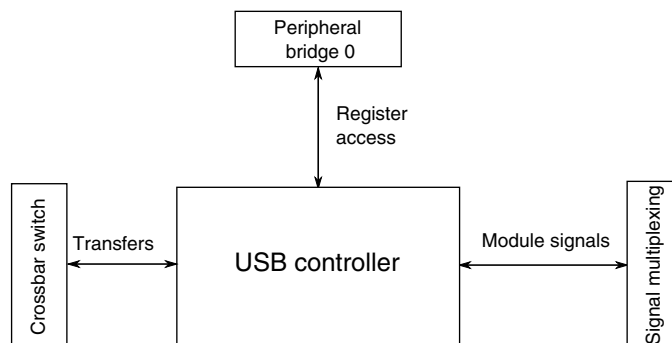 Peripheral
bridge 0
Register
access
Crossbar switch
Transfers
USB controller
Module signals
Signal multiplexing